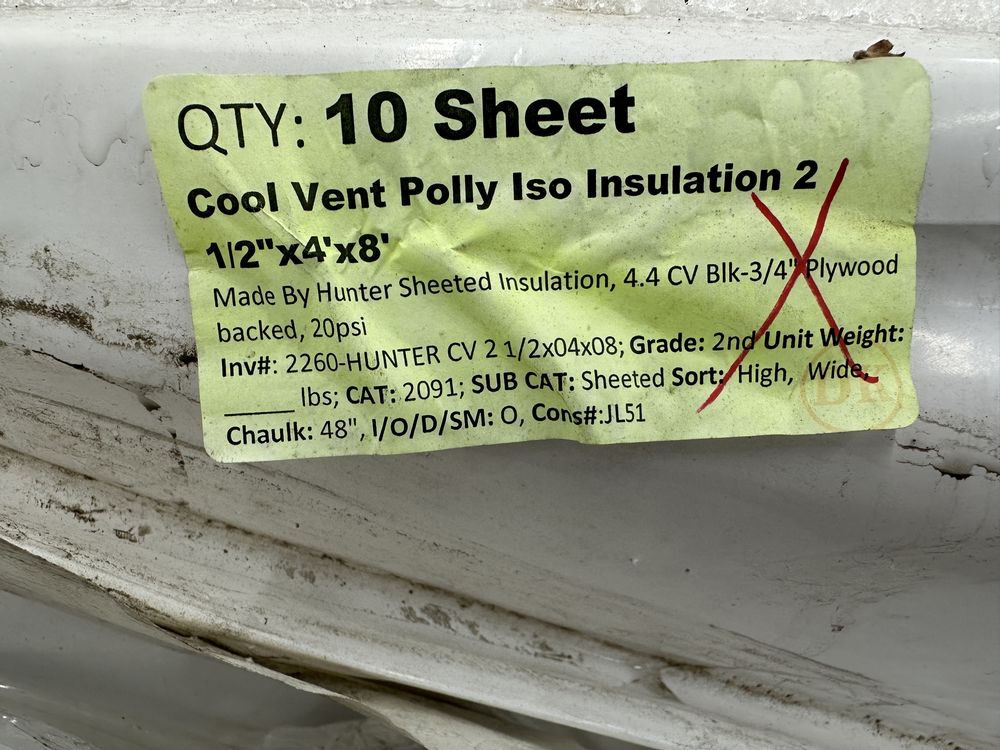 QTY: 10 Sheet
Cool Vent Polly Iso Insulation 2
1/2"x4'x8'
Made By Hunter Sheeted Insulation, 4.4 CV Blk-3/4" Plywood
backed, 20psi
Inv#: 2260-HUNTER CV 2 1/2x04x08; Grade: 2nd Unit Weight:
______ lbs; CAT: 2091; SUB CAT: Sheeted Sort: High, Wide,
Chaulk: 48", I/O/D/SM: O, Cons#:JL51